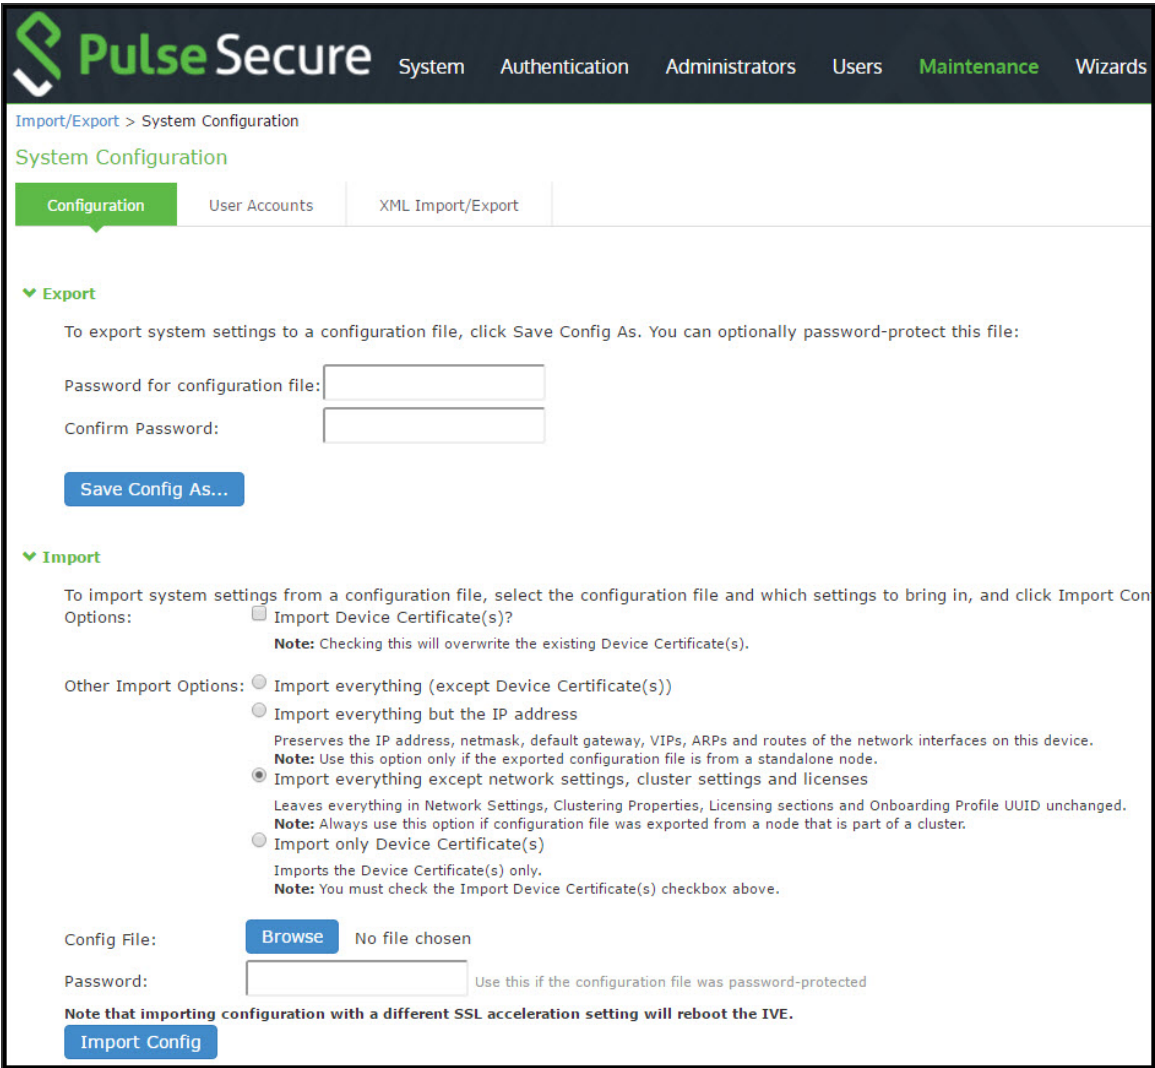 Pulse Secure System Authentication Administrators Users Maintenance Wizards
Import/Export > System Configuration
System Configuration
Configuration User Accounts XML Import/Export
Export
To export system settings to a configuration file, click Save Config As. You can optionally password-protect this file:
Password for configuration file:
Confirm Password:
Save Config As...
Import
To import system settings from a configuration file, select the configuration file and which settings to bring in, and click Import Con
Options: Import Device Certificate(s)?
Note: Checking this will overwrite the existing Device Certificate(s).
Other Import Options: Import everything (except Device Certificate(s))
Import everything but the IP address
Preserves the IP address, netmask, default gateway, VIPs, ARPs and routes of the network interfaces on this device.
Note: Use this option only if the exported configuration file is from a standalone node.
Import everything except network settings, cluster settings and licenses
Leaves everything in Network Settings, Clustering Properties, Licensing sections and Onboarding Profile UUID unchanged.
Note: Always use this option if configuration file was exported from a node that is part of a cluster.
Import only Device Certificate(s)
Imports the Device Certificate(s) only.
Note: You must check the Import Device Certificate(s) checkbox above.
Config File: Browse No file chosen
Password: Use this if the configuration file was password-protected
Note that importing configuration with a different SSL acceleration setting will reboot the IVE.
Import Config